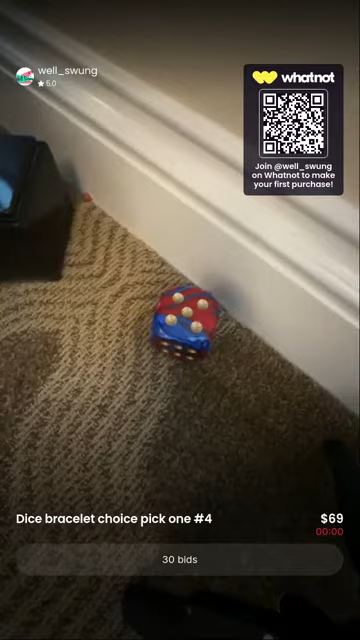 well_swung
★ 5.0
whatnot
Join @well_swung
on Whatnot to make
your first purchase!
Dice bracelet choice pick one #4
$69
00:00
30 bids